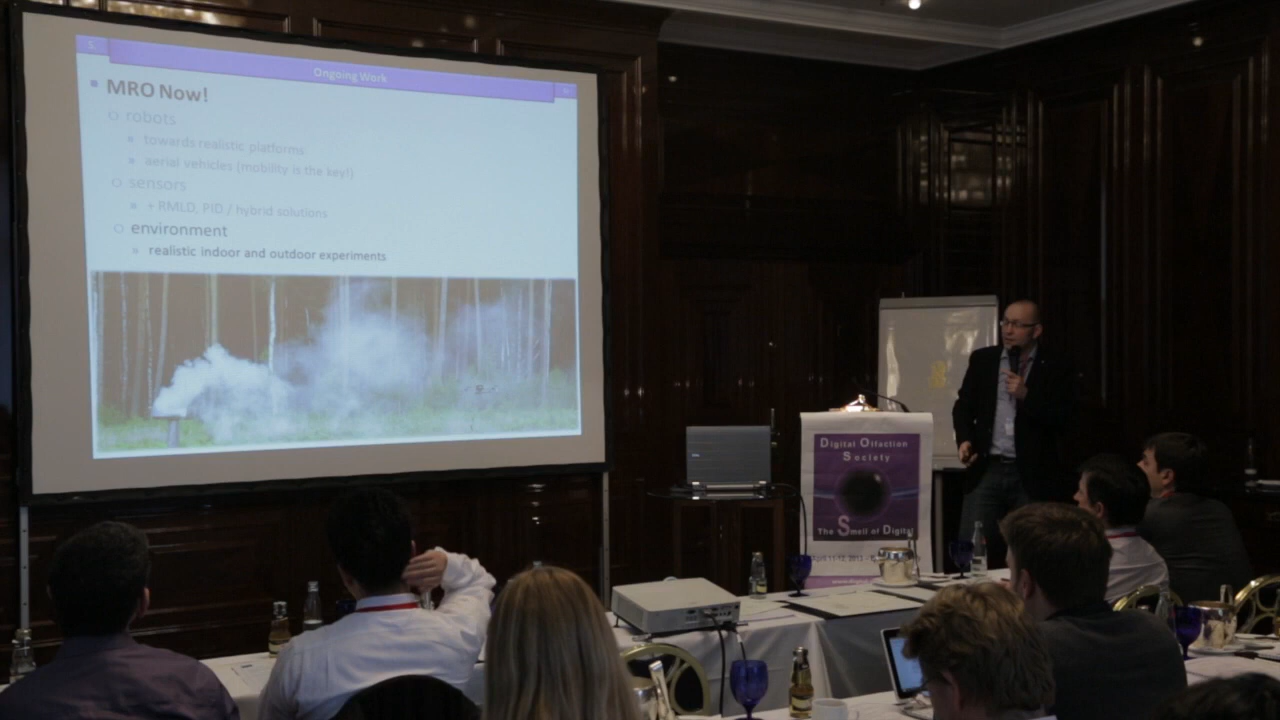 Ongoing Work
MRO Now!
robots
towards realistic platforms
aerial vehicles (mobility is the key!)
sensors
+ RMLD, PID / hybrid solutions
environment
realistic indoor and outdoor experiments
Digital Olfaction
Society
The Smell of Digital